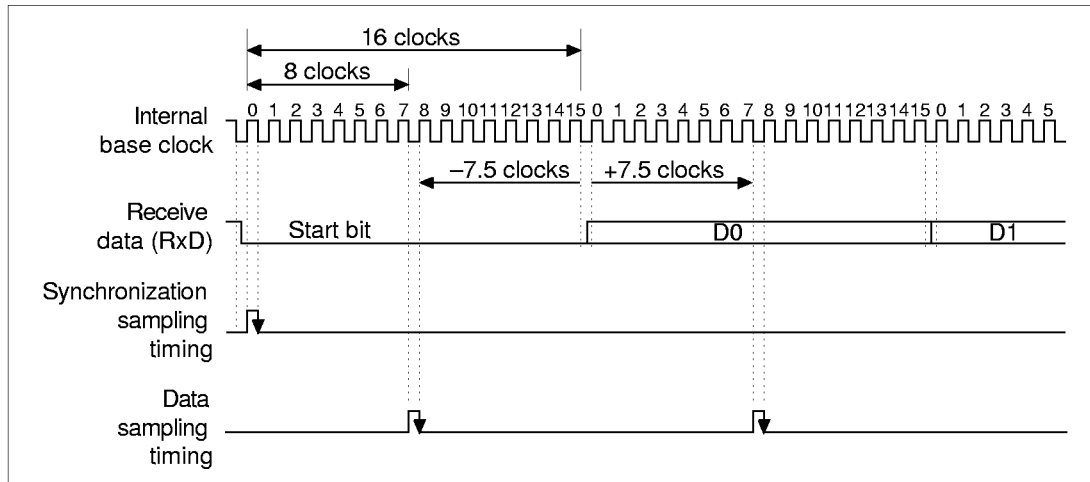 16 clocks
8 clocks
0 1 2 3 4 5 6 7 8 9 10 11 12 13 14 15 0 1 2 3 4 5 6 7 8 9 10 11 12 13 14 15 0 1 2 3 4 5
Internal
base clock
–7.5 clocks +7.5 clocks
Receive
data (RxD)
Start bit D0 D1
Synchronization
sampling
timing
Data
sampling
timing